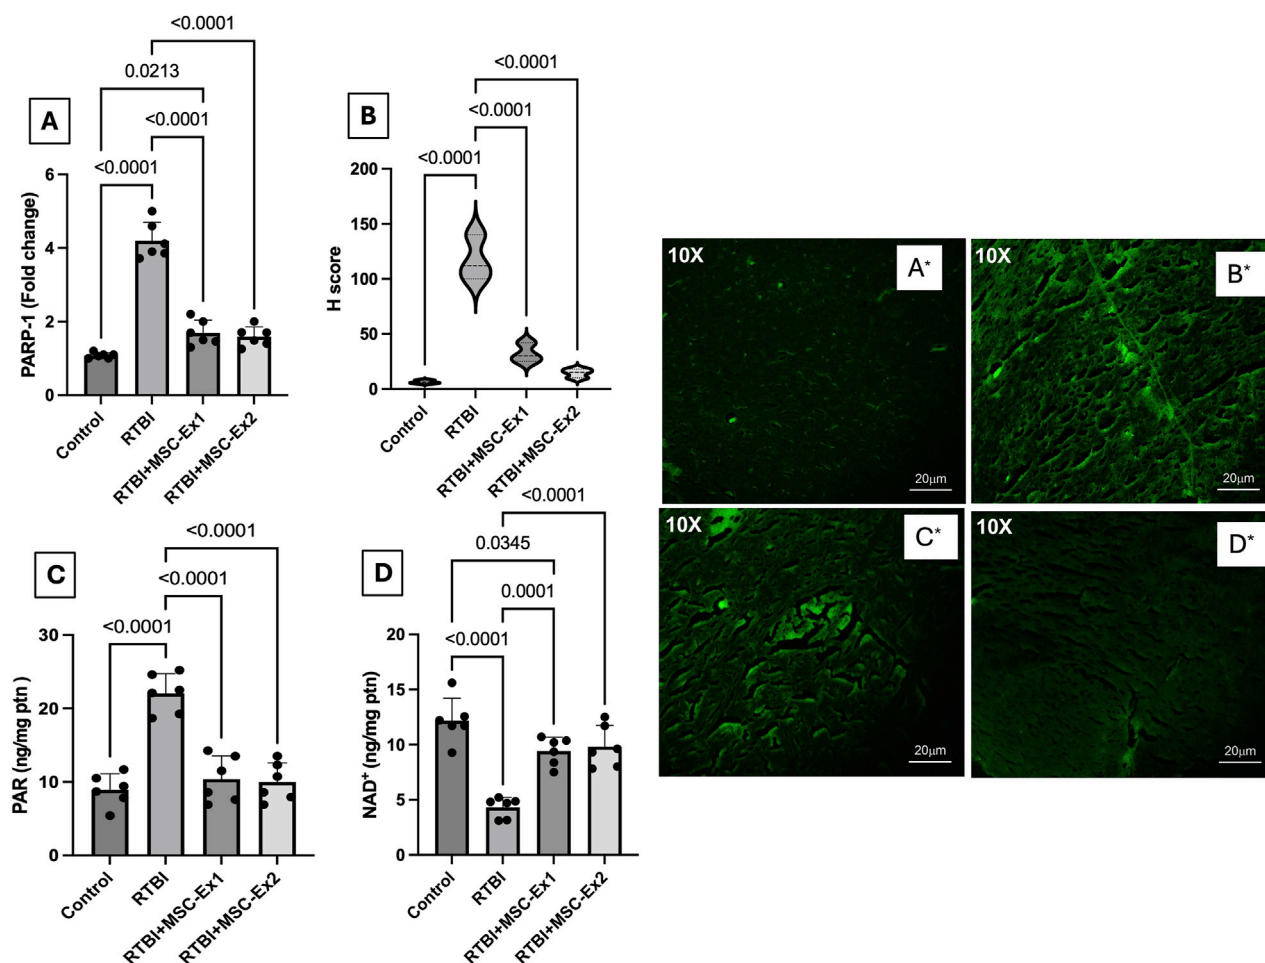 A
<0.0001
0.0213
<0.0001
<0.0001
PARP-1 (Fold change)
6
4
2
0
Control
RTBI
RTBI+MSC-Ex1
RTBI+MSC-Ex2
B
<0.0001
<0.0001
<0.0001
H score
200
150
100
50
0
Control
RTBI
RTBI+MSC-Ex1
RTBI+MSC-Ex2
10X
A*
20μm
10X
B*
20μm
C
<0.0001
<0.0001
<0.0001
PAR (ng/mg ptn)
30
20
10
0
Control
RTBI
RTBI+MSC-Ex1
RTBI+MSC-Ex2
D
<0.0001
0.0345
0.0001
<0.0001
NAD⁺ (ng/mg ptn)
20
15
10
5
0
Control
RTBI
RTBI+MSC-Ex1
RTBI+MSC-Ex2
10X
C*
20μm
10X
D*
20μm